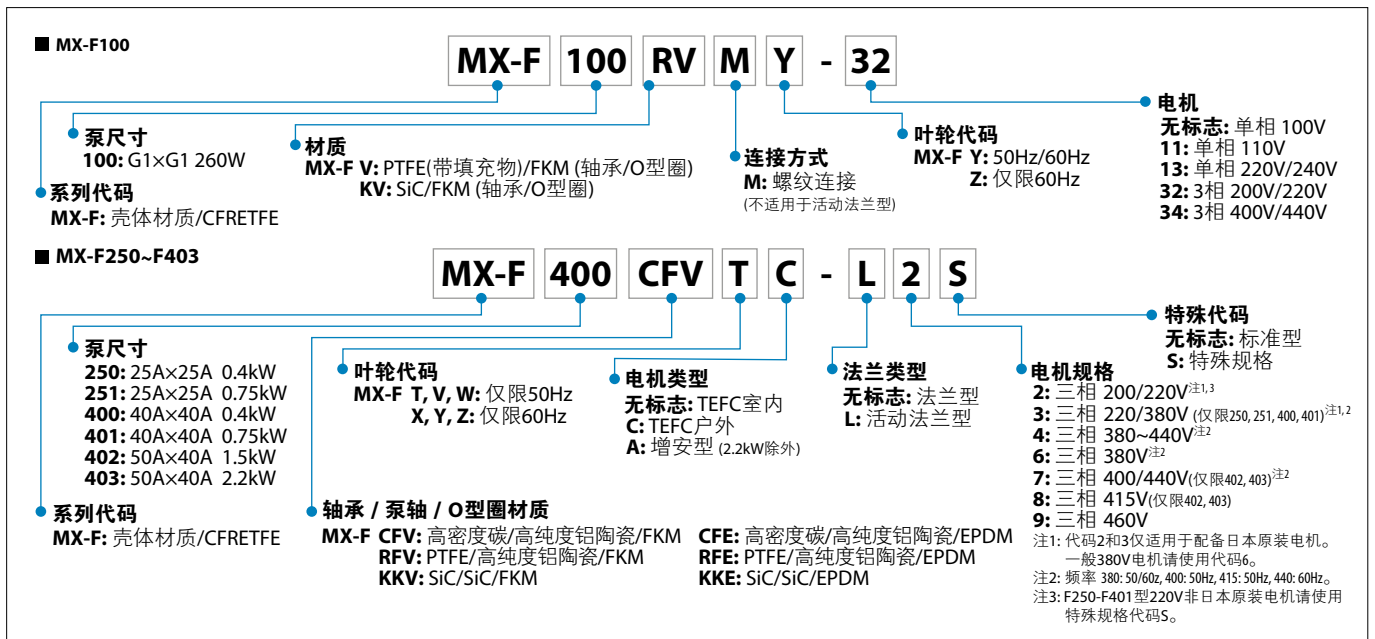 ■ MX-F100
MX-F 100 RV M Y - 32
泵尺寸
100: G1×G1 260W
系列代码
MX-F: 壳体材质/CFRETFE
材质
MX-F V: PTFE(带填充物)/FKM (轴承/O型圈)
KV: SiC/FKM (轴承/O型圈)
连接方式
M: 螺纹连接
(不适用于活动法兰型)
叶轮代码
MX-F Y: 50Hz/60Hz
Z: 仅限60Hz
电机
无标志: 单相 100V
11: 单相 110V
13: 单相 220V/240V
32: 3相 200V/220V
34: 3相 400V/440V
■ MX-F250~F403
MX-F 400 CFV T C - L 2 S
泵尺寸
250: 25A×25A 0.4kW
251: 25A×25A 0.75kW
400: 40A×40A 0.4kW
401: 40A×40A 0.75kW
402: 50A×40A 1.5kW
403: 50A×40A 2.2kW
系列代码
MX-F: 壳体材质/CFRETFE
叶轮代码
MX-F T, V, W: 仅限50Hz
X, Y, Z: 仅限60Hz
轴承 / 泵轴 / O型圈材质
MX-F CFV: 高密度碳/高纯度铝陶瓷/FKM
RFV: PTFE/高纯度铝陶瓷/FKM
KKV: SiC/SiC/FKM
CFE: 高密度碳/高纯度铝陶瓷/EPDM
RFE: PTFE/高纯度铝陶瓷/EPDM
KKE: SiC/SiC/EPDM
电机类型
无标志: TEFC室内
C: TEFC户外
A: 增安型 (2.2kW除外)
法兰类型
无标志: 法兰型
L: 活动法兰型
特殊代码
无标志: 标准型
S: 特殊规格
电机规格
2: 三相 200/220V注1,3
3: 三相 220/380V (仅限250, 251, 400, 401)注1,2
4: 三相 380~440V注2
6: 三相 380V注2
7: 三相 400/440V(仅限402, 403)注2
8: 三相 415V(仅限402, 403)
9: 三相 460V
注1: 代码2和3仅适用于配备日本原装电机。
一般380V电机请使用代码6。
注2: 频率 380: 50/60z, 400: 50Hz, 415: 50Hz, 440: 60Hz。
注3: F250-F401型220V非日本原装电机请使用
特殊规格代码S。